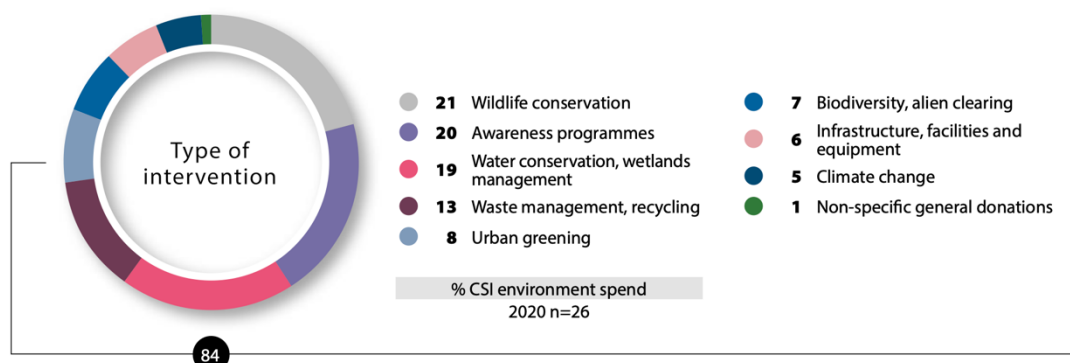 Type of
intervention
21 Wildlife conservation
20 Awareness programmes
19 Water conservation, wetlands
management
13 Waste management, recycling
8 Urban greening
7 Biodiversity, alien clearing
6 Infrastructure, facilities and
equipment
5 Climate change
1 Non-specific general donations
% CSI environment spend
2020 n=26
84